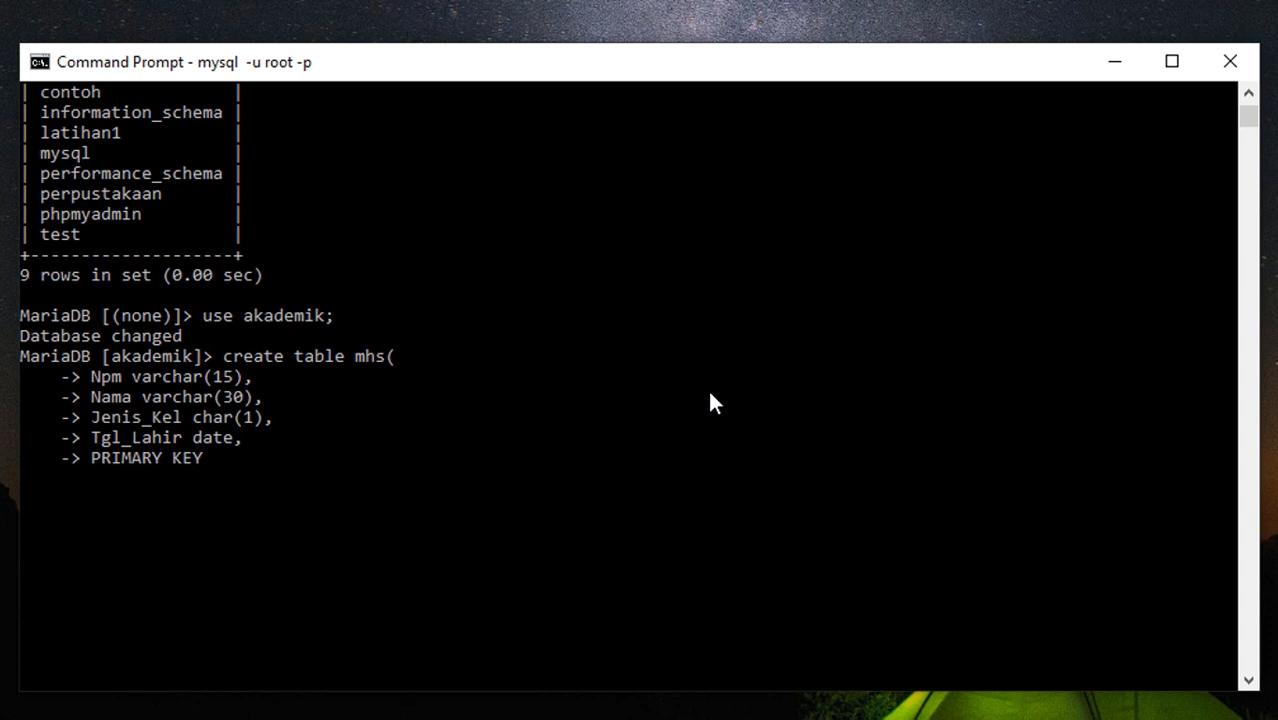 Command Prompt - mysql  -u root -p
| contoh             |
| information_schema |
| latihan1           |
| mysql              |
| performance_schema |
| perpustakaan       |
| phpmyadmin         |
| test               |
+--------------------+
9 rows in set (0.00 sec)
MariaDB [(none)]> use akademik;
Database changed
MariaDB [akademik]> create table mhs(
    -> Npm varchar(15),
    -> Nama varchar(30),
    -> Jenis_Kel char(1),
    -> Tgl_Lahir date,
    -> PRIMARY KEY